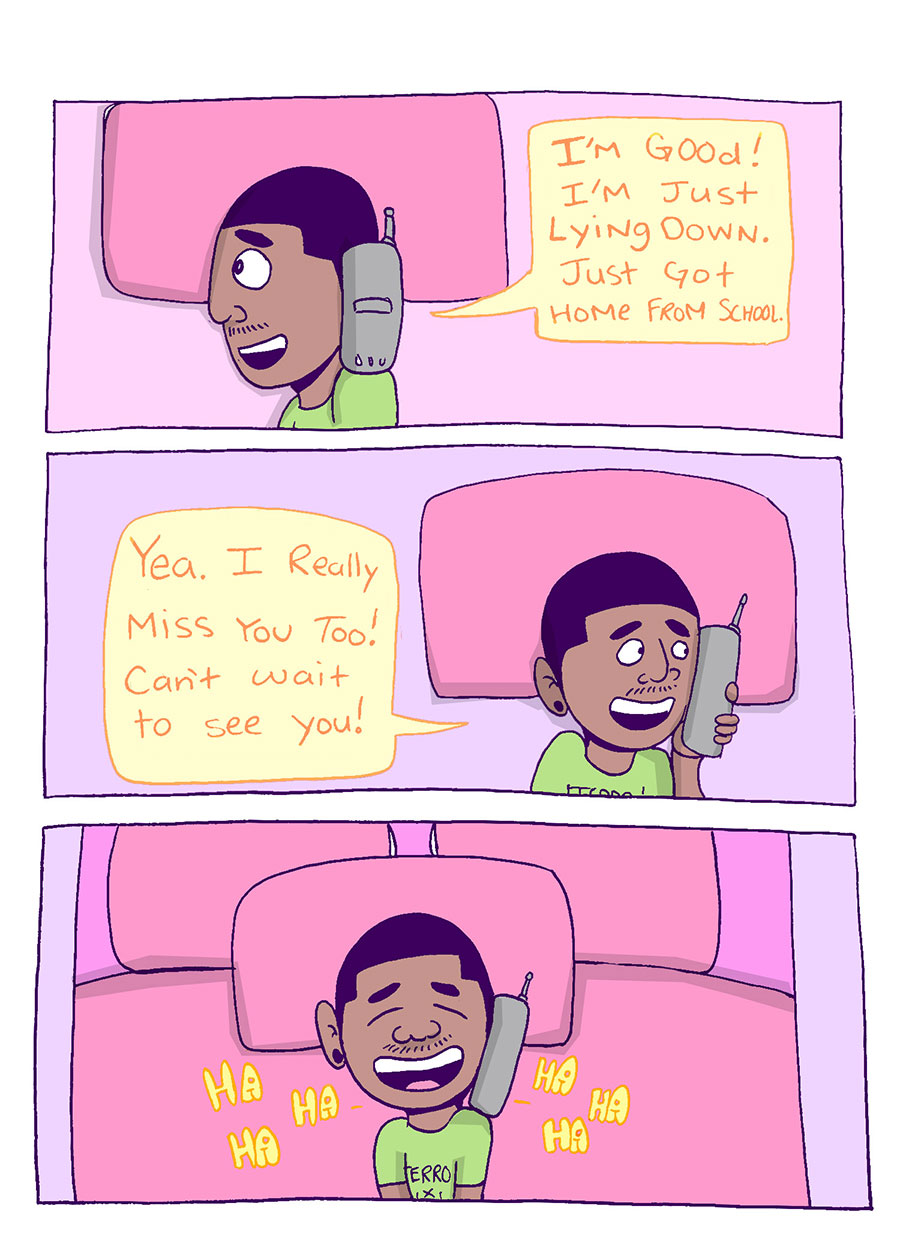 I'M GOOd!
I'M Just
Lying DOWN.
Just Got
HOMe FROM SCHOOL.
Yea. I Really
Miss You Too!
Can't wait
to see you!
HA
HA
HA
HA
HA
HA
ERRO